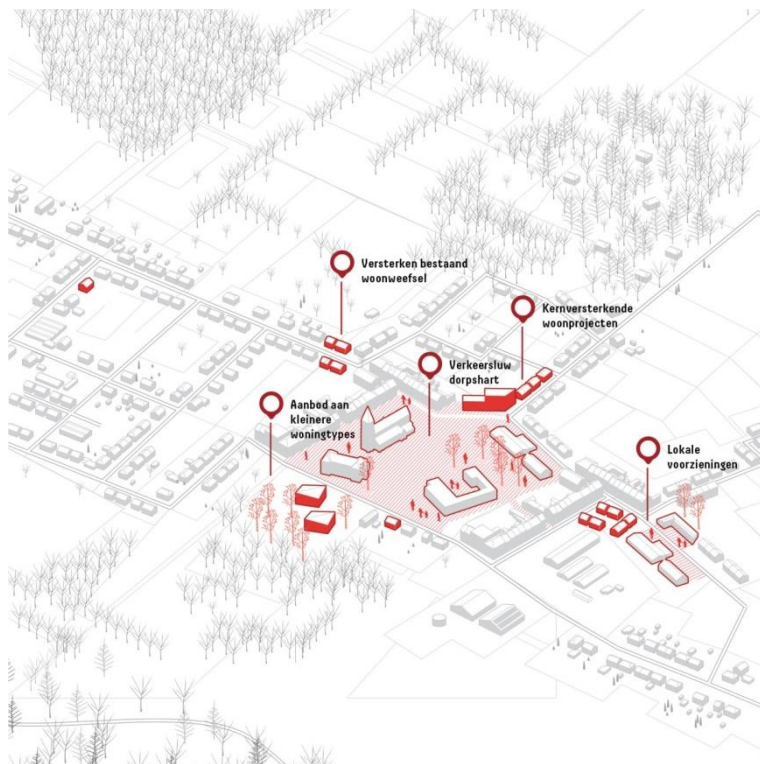 Versterken bestaand
woonweefsel
Kernversterkende
woonprojecten
Verkeersluw
dorpshart
Aanbod aan
kleinere
woningtypes
Lokale
voorzieningen